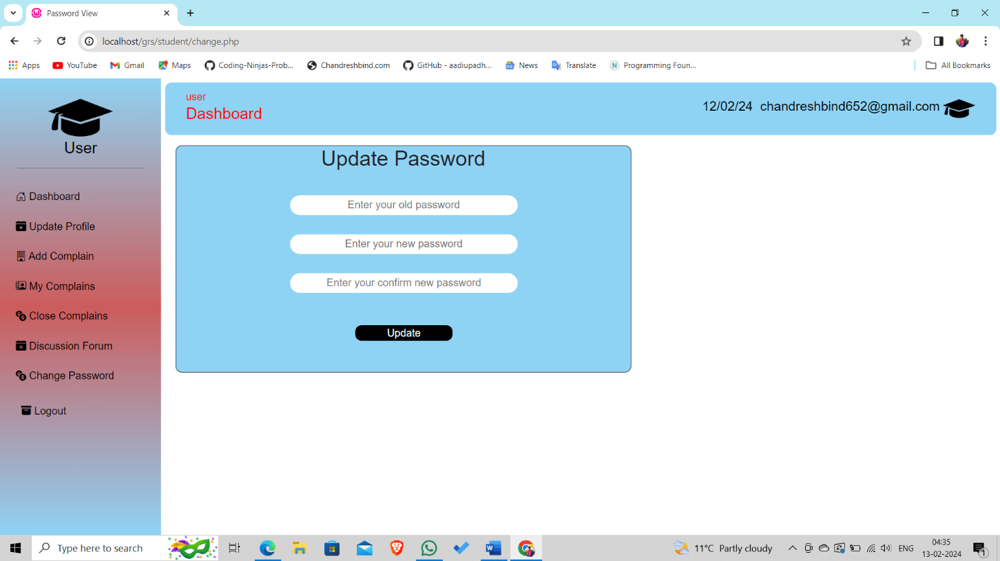 Password View
localhost/grs/student/change.php
Apps YouTube Gmail Maps Coding-Ninjas-Prob... Chandreshbind.com GitHub - aadiupadh... News Translate Programming Foun... All Bookmarks
user
Dashboard
12/02/24 chandreshbind652@gmail.com
User
Dashboard
Update Profile
Add Complain
My Complains
Close Complains
Discussion Forum
Change Password
Logout
Update Password
Enter your old password
Enter your new password
Enter your confirm new password
Update
Type here to search
11°C Partly cloudy
ENG
04:35
13-02-2024
1